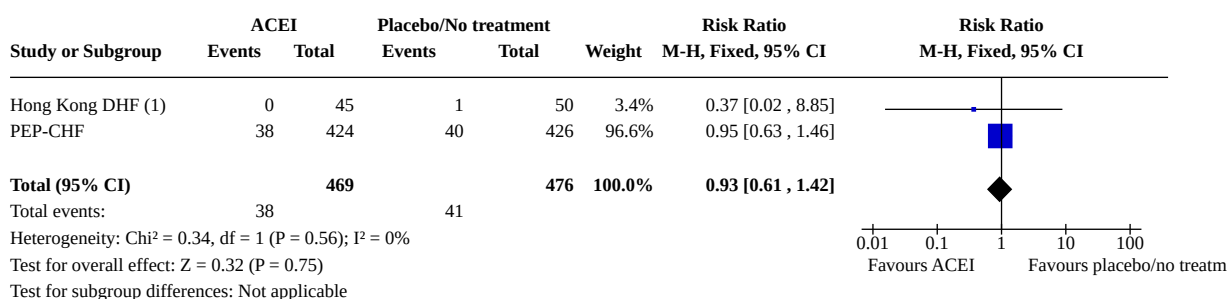 ACEI Placebo/No treatment Risk Ratio Risk Ratio
Study or Subgroup Events Total Events Total Weight M-H, Fixed, 95% CI M-H, Fixed, 95% CI
Hong Kong DHF (1) 0 45 1 50 3.4% 0.37 [0.02 , 8.85]
PEP-CHF 38 424 40 426 96.6% 0.95 [0.63 , 1.46]
Total (95% CI) 469 476 100.0% 0.93 [0.61 , 1.42]
Total events: 38 41
Heterogeneity: Chi² = 0.34, df = 1 (P = 0.56); I² = 0% 0.01 0.1 1 10 100
Test for overall effect: Z = 0.32 (P = 0.75) Favours ACEI Favours placebo/no treatm
Test for subgroup differences: Not applicable